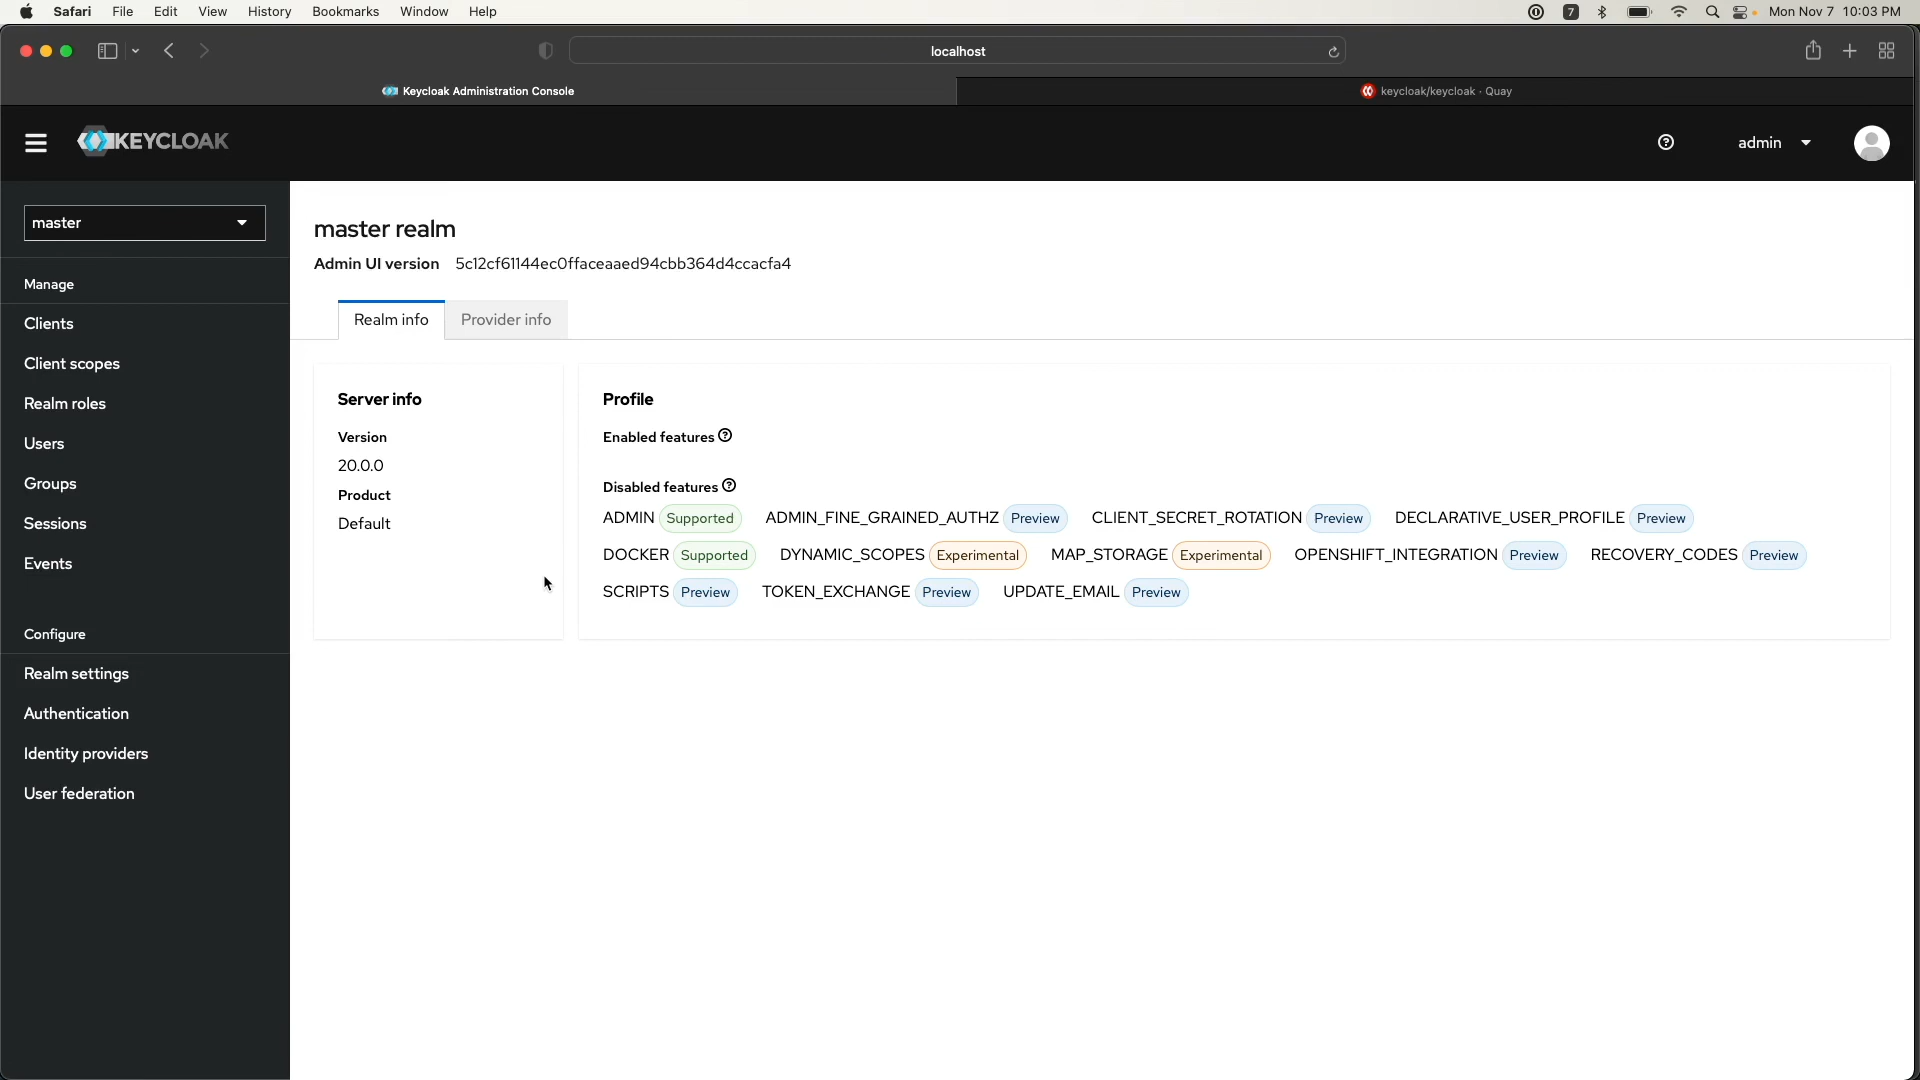 Safari File Edit View History Bookmarks Window Help 7 Mon Nov 7 10:03 PM
localhost
Keycloak Administration Console keycloak/keycloak · Quay
KEYCLOAK admin
master
Manage
Clients
Client scopes
Realm roles
Users
Groups
Sessions
Events
Configure
Realm settings
Authentication
Identity providers
User federation
master realm
Admin UI version 5c12cf61144ec0ffaceaaed94cbb364d4ccacfa4
Realm info Provider info
Server info
Version
20.0.0
Product
Default
Profile
Enabled features
Disabled features
ADMIN Supported ADMIN_FINE_GRAINED_AUTHZ Preview CLIENT_SECRET_ROTATION Preview DECLARATIVE_USER_PROFILE Preview
DOCKER Supported DYNAMIC_SCOPES Experimental MAP_STORAGE Experimental OPENSHIFT_INTEGRATION Preview RECOVERY_CODES Preview
SCRIPTS Preview TOKEN_EXCHANGE Preview UPDATE_EMAIL Preview